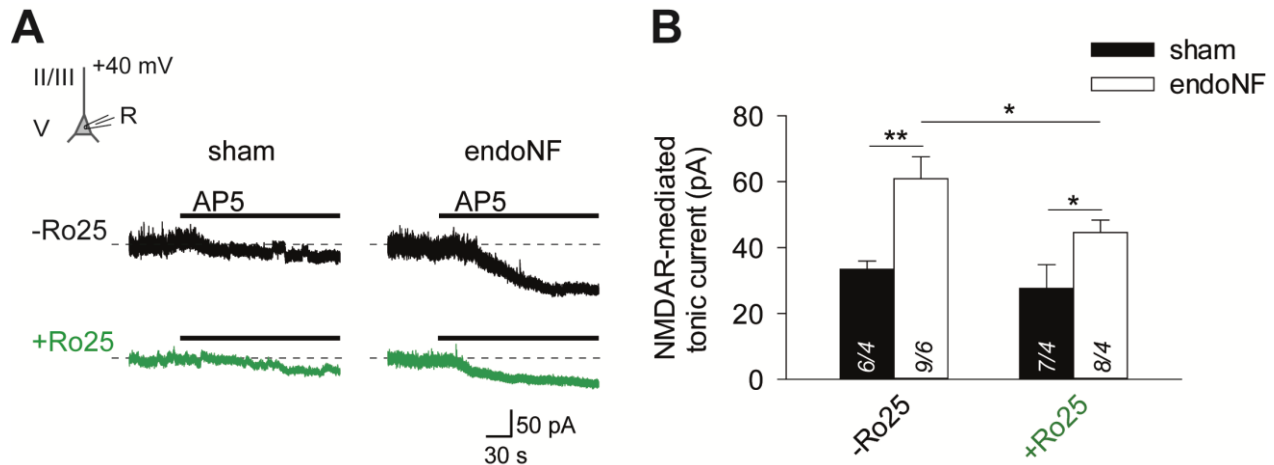 A
II/III
+40 mV
V
R
sham
endoNF
AP5
AP5
-Ro25
+Ro25
50 pA
30 s
B
sham
endoNF
NMDAR-mediated
tonic current (pA)
80
60
40
20
0
**
*
*
6/4
9/6
7/4
8/4
-Ro25
+Ro25